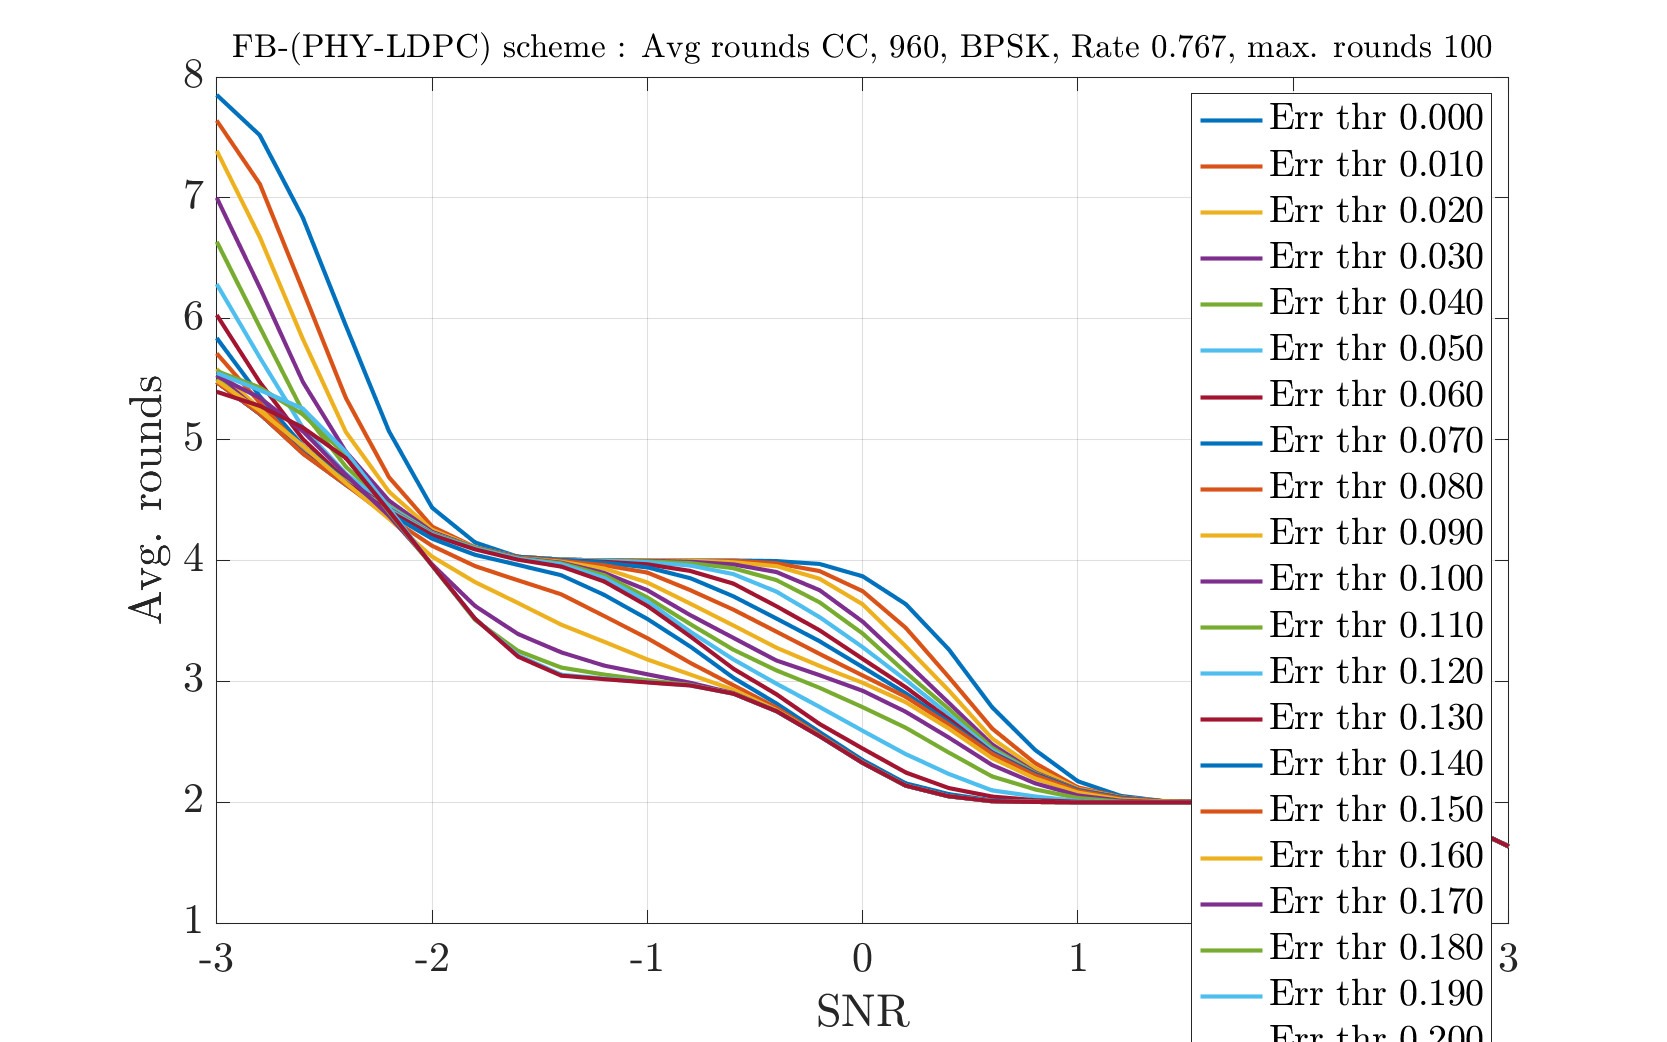 FB-(PHY-LDPC) scheme : Avg rounds CC, 960, BPSK, Rate 0.767, max. rounds 100
8
7
6
5
4
3
2
1
Avg. rounds
-3
-2
-1
0
1
3
SNR
Err thr 0.000
Err thr 0.010
Err thr 0.020
Err thr 0.030
Err thr 0.040
Err thr 0.050
Err thr 0.060
Err thr 0.070
Err thr 0.080
Err thr 0.090
Err thr 0.100
Err thr 0.110
Err thr 0.120
Err thr 0.130
Err thr 0.140
Err thr 0.150
Err thr 0.160
Err thr 0.170
Err thr 0.180
Err thr 0.190
Err thr 0.200